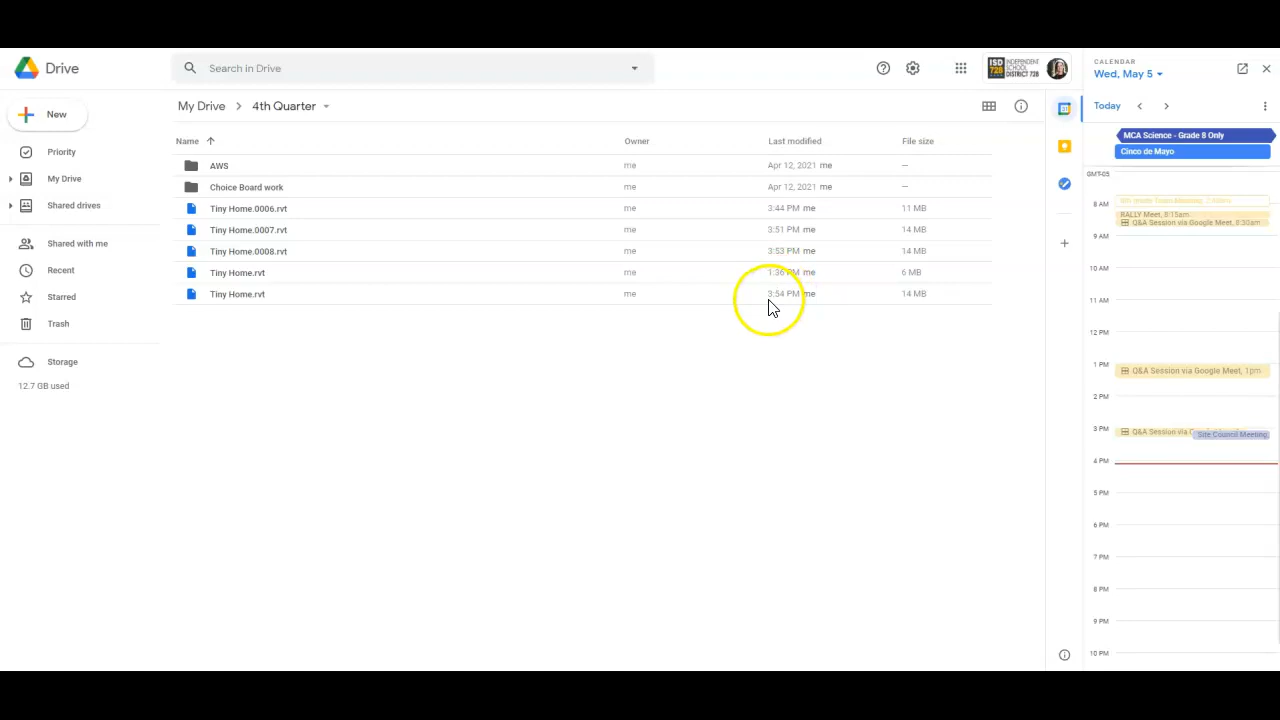 Drive
Search in Drive
ISD 728 INDEPENDENT SCHOOL DISTRICT 728
CALENDAR
Wed, May 5
New
My Drive > 4th Quarter
Today
Priority
My Drive
Shared drives
Shared with me
Recent
Starred
Trash
Storage
12.7 GB used
Name Owner Last modified File size
AWS me Apr 12, 2021 me —
Choice Board work me Apr 12, 2021 me —
Tiny Home.0006.rvt me 3:44 PM me 11 MB
Tiny Home.0007.rvt me 3:51 PM me 14 MB
Tiny Home.0008.rvt me 3:53 PM me 14 MB
Tiny Home.rvt me 1:36 PM me 6 MB
Tiny Home.rvt me 3:54 PM me 14 MB
MCA Science - Grade 8 Only
Cinco de Mayo
GMT-05
8 AM
RALLY Meet, 8:15am
Q&A Session via Google Meet, 8:30am
9 AM
10 AM
11 AM
12 PM
1 PM
Q&A Session via Google Meet, 1pm
2 PM
3 PM
Q&A Session via
Site Council Meeting
4 PM
5 PM
6 PM
7 PM
8 PM
9 PM
10 PM